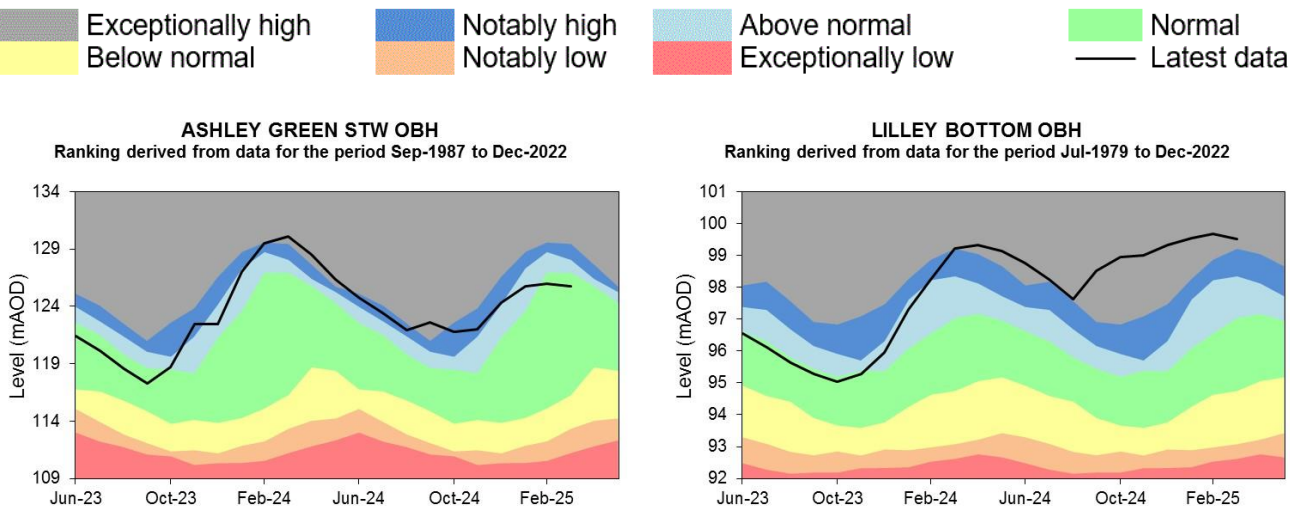 Exceptionally high Notably high Above normal Normal
Below normal Notably low Exceptionally low Latest data
ASHLEY GREEN STW OBH
Ranking derived from data for the period Sep-1987 to Dec-2022
Level (mAOD)
134
129
124
119
114
109
Jun-23 Oct-23 Feb-24 Jun-24 Oct-24 Feb-25
LILLEY BOTTOM OBH
Ranking derived from data for the period Jul-1979 to Dec-2022
Level (mAOD)
101
100
99
98
97
96
95
94
93
92
Jun-23 Oct-23 Feb-24 Jun-24 Oct-24 Feb-25